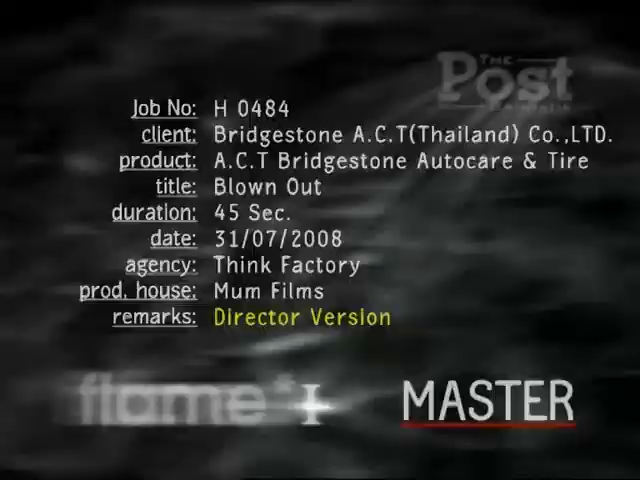 THE
Post
Job No: H 0484
client: Bridgestone A.C.T(Thailand) Co.,LTD.
product: A.C.T Bridgestone Autocare & Tire
title: Blown Out
duration: 45 Sec.
date: 31/07/2008
agency: Think Factory
prod. house: Mum Films
remarks: Director Version
flame* I
MASTER